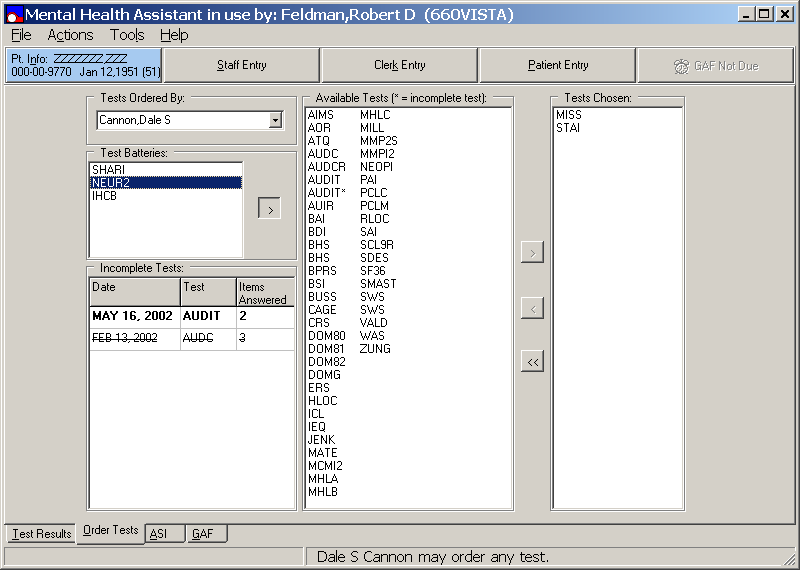 Mental Health Assistant in use by: Feldman,Robert D (660VISTA)
File Actions Tools Help
Pt. Info: ZZZZZZZZ,ZZZ
000-00-9770 Jan 12,1951 (51)
Staff Entry
Clerk Entry
Patient Entry
GAF Not Due
Tests Ordered By:
Cannon,Dale S
Test Batteries:
SHARI
NEUR2
IHCB
>
Incomplete Tests:
Date Test Items Answered
MAY 16, 2002 AUDIT 2
FEB 13, 2002 AUDC 3
Available Tests (* = incomplete test):
AIMS MHLC
AOR MILL
ATQ MMP2S
AUDC MMPI2
AUDCR NEOPI
AUDIT PAI
AUDIT* PCLC
AUIR PCLM
BAI RLOC
BDI SAI
BHS SCL9R
BHS SDES
BPRS SF36
BSI SMAST
BUSS SWS
CAGE SWS
CRS VALD
DOM80 WAS
DOM81 ZUNG
DOM82
DOMG
ERS
HLOC
ICL
IEQ
JENK
MATE
MCMI2
MHLA
MHLB
>
<
<<
Tests Chosen:
MISS
STAI
Test Results Order Tests ASI GAF
Dale S Cannon may order any test.